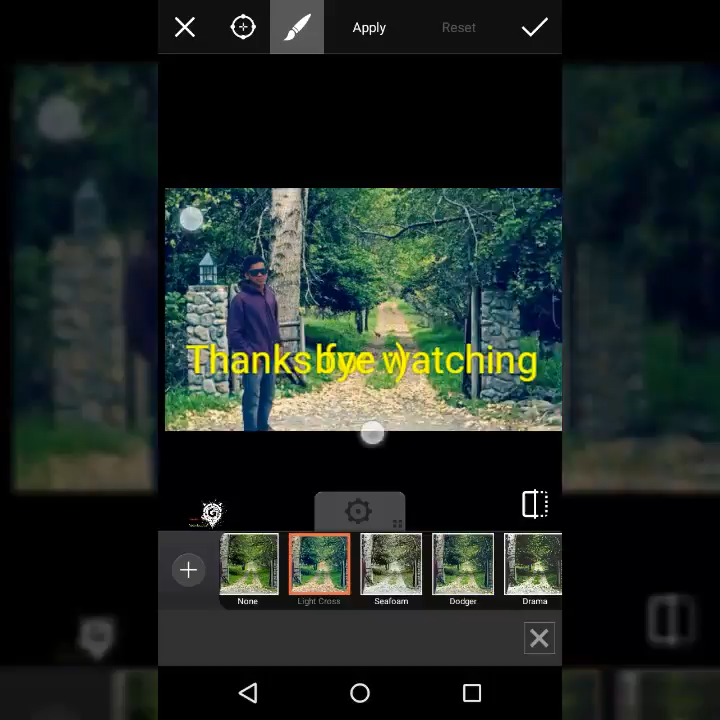 Apply
Reset
Thanks for watching
bye :)
None
Light Cross
Seafoam
Dodger
Drama